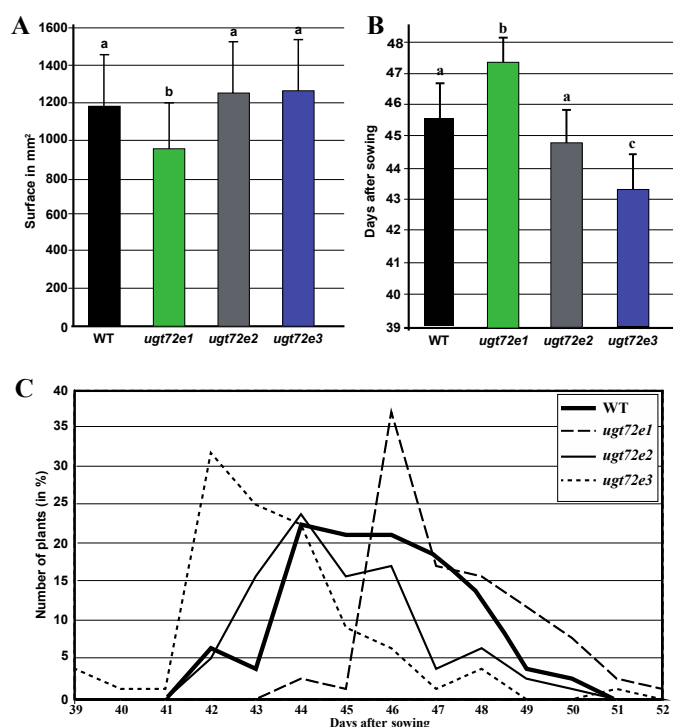 A
1600
1400
1200
1000
800
600
400
200
0
Surface in mm²
a
b
a
a
WT
ugt72e1
ugt72e2
ugt72e3
B
48
47
46
45
44
43
42
41
40
39
Days after sowing
a
b
a
c
WT
ugt72e1
ugt72e2
ugt72e3
C
40
35
30
25
20
15
10
5
0
Number of plants (in %)
WT
ugt72e1
ugt72e2
ugt72e3
39 40 41 42 43 44 45 46 47 48 49 50 51 52
Days after sowing